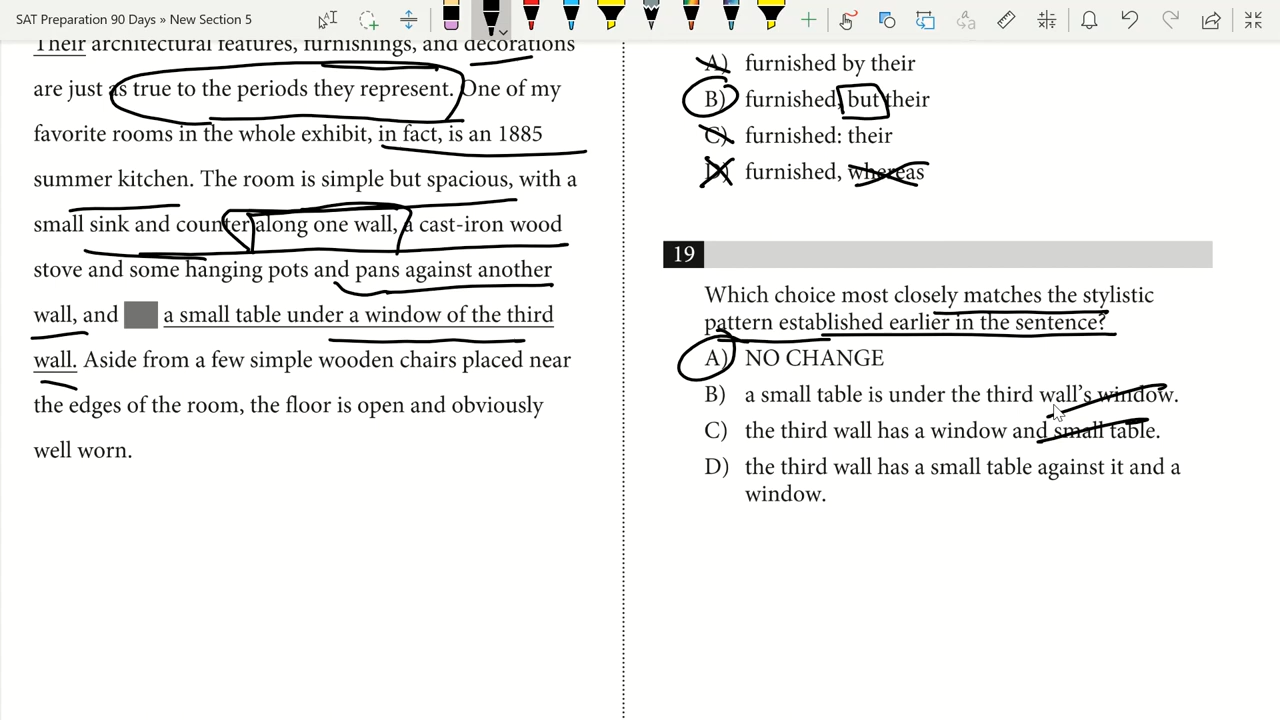 SAT Preparation 90 Days » New Section 5
Their architectural features, furnishings, and decorations
are just as true to the periods they represent. One of my
favorite rooms in the whole exhibit, in fact, is an 1885
summer kitchen. The room is simple but spacious, with a
small sink and counter along one wall, a cast-iron wood
stove and some hanging pots and pans against another
wall, and a small table under a window of the third
wall. Aside from a few simple wooden chairs placed near
the edges of the room, the floor is open and obviously
well worn.
A) furnished by their
B) furnished, but their
C) furnished: their
D) furnished, whereas
19
Which choice most closely matches the stylistic
pattern established earlier in the sentence?
A) NO CHANGE
B) a small table is under the third wall's window.
C) the third wall has a window and small table.
D) the third wall has a small table against it and a
window.